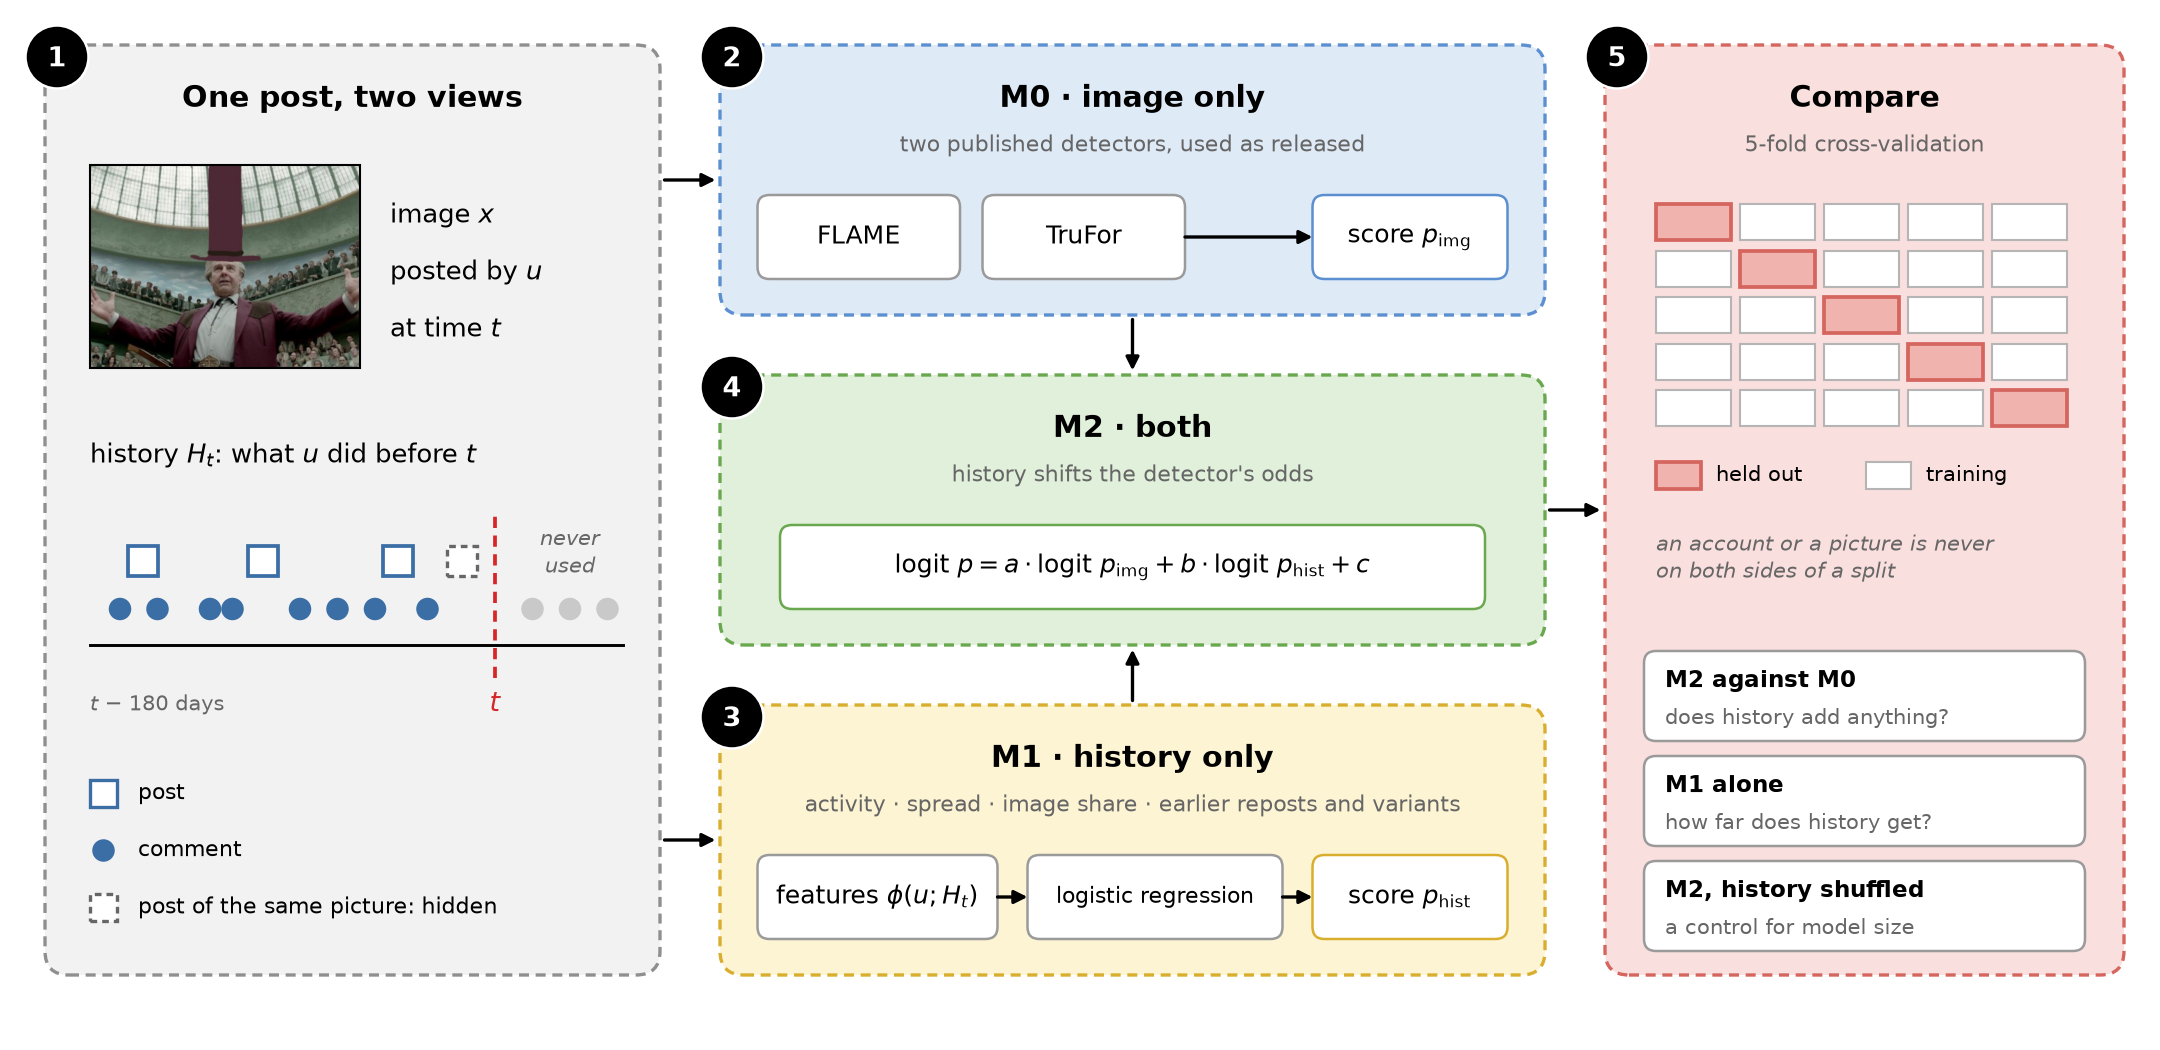 1
One post, two views
image x
posted by u
at time t
history Hₜ: what u did before t
never
used
t − 180 days
t
post
comment
post of the same picture: hidden
2
M0 · image only
two published detectors, used as released
FLAME
TruFor
score p_img
4
M2 · both
history shifts the detector's odds
logit p = a · logit p_img + b · logit p_hist + c
3
M1 · history only
activity · spread · image share · earlier reposts and variants
features ϕ(u; Hₜ)
logistic regression
score p_hist
5
Compare
5-fold cross-validation
held out
training
an account or a picture is never
on both sides of a split
M2 against M0
does history add anything?
M1 alone
how far does history get?
M2, history shuffled
a control for model size